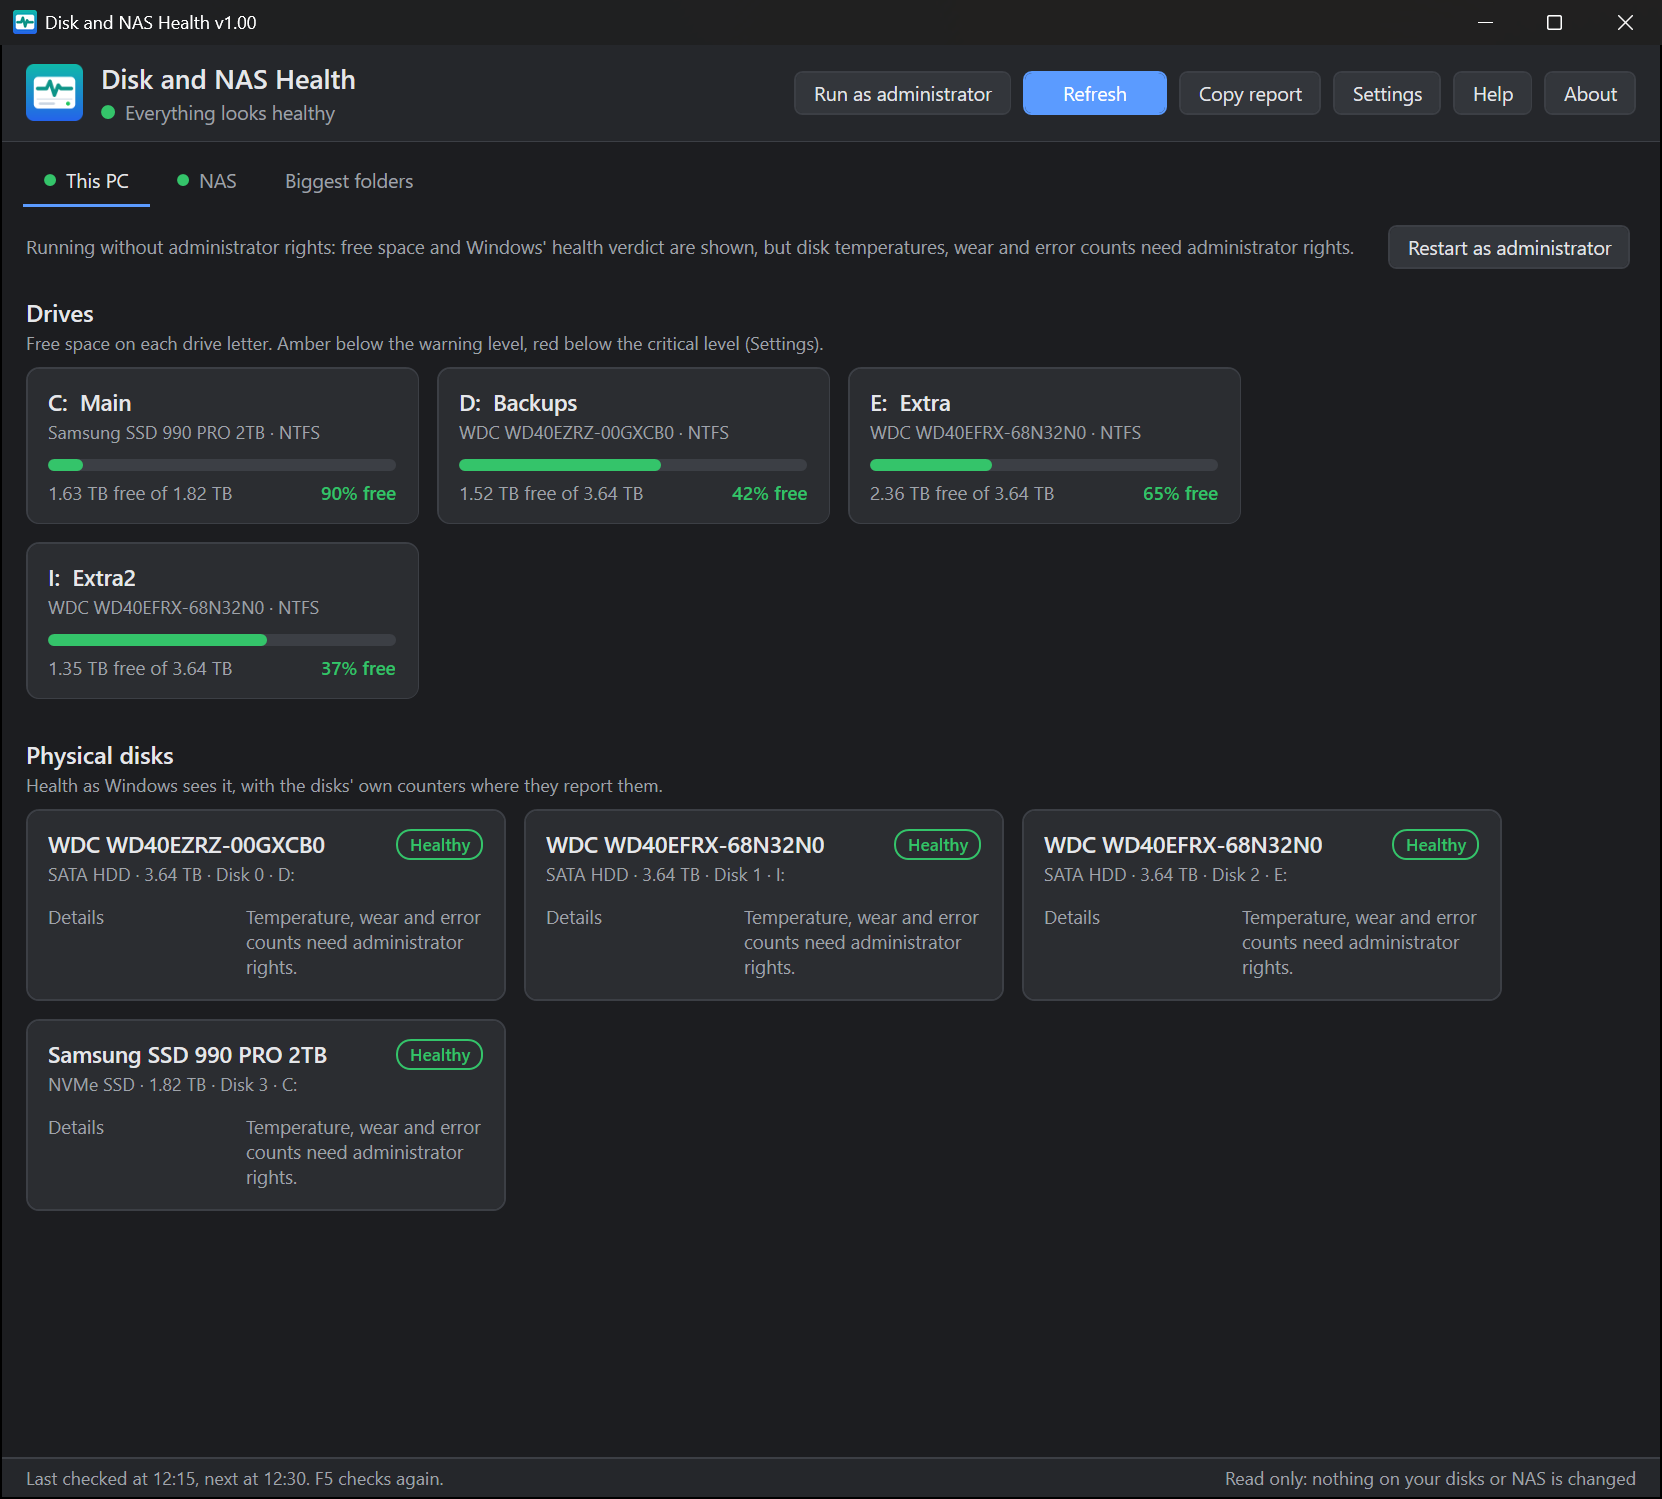 Disk and NAS Health v1.00
Disk and NAS Health
Everything looks healthy
Run as administrator
Refresh
Copy report
Settings
Help
About
This PC
NAS
Biggest folders
Running without administrator rights: free space and Windows' health verdict are shown, but disk temperatures, wear and error counts need administrator rights.
Restart as administrator
Drives
Free space on each drive letter. Amber below the warning level, red below the critical level (Settings).
C: Main
Samsung SSD 990 PRO 2TB · NTFS
1.63 TB free of 1.82 TB
90% free
D: Backups
WDC WD40EZRZ-00GXCB0 · NTFS
1.52 TB free of 3.64 TB
42% free
E: Extra
WDC WD40EFRX-68N32N0 · NTFS
2.36 TB free of 3.64 TB
65% free
I: Extra2
WDC WD40EFRX-68N32N0 · NTFS
1.35 TB free of 3.64 TB
37% free
Physical disks
Health as Windows sees it, with the disks' own counters where they report them.
WDC WD40EZRZ-00GXCB0
Healthy
SATA HDD · 3.64 TB · Disk 0 · D:
Details
Temperature, wear and error
counts need administrator
rights.
WDC WD40EFRX-68N32N0
Healthy
SATA HDD · 3.64 TB · Disk 1 · I:
Details
Temperature, wear and error
counts need administrator
rights.
WDC WD40EFRX-68N32N0
Healthy
SATA HDD · 3.64 TB · Disk 2 · E:
Details
Temperature, wear and error
counts need administrator
rights.
Samsung SSD 990 PRO 2TB
Healthy
NVMe SSD · 1.82 TB · Disk 3 · C:
Details
Temperature, wear and error
counts need administrator
rights.
Last checked at 12:15, next at 12:30. F5 checks again.
Read only: nothing on your disks or NAS is changed